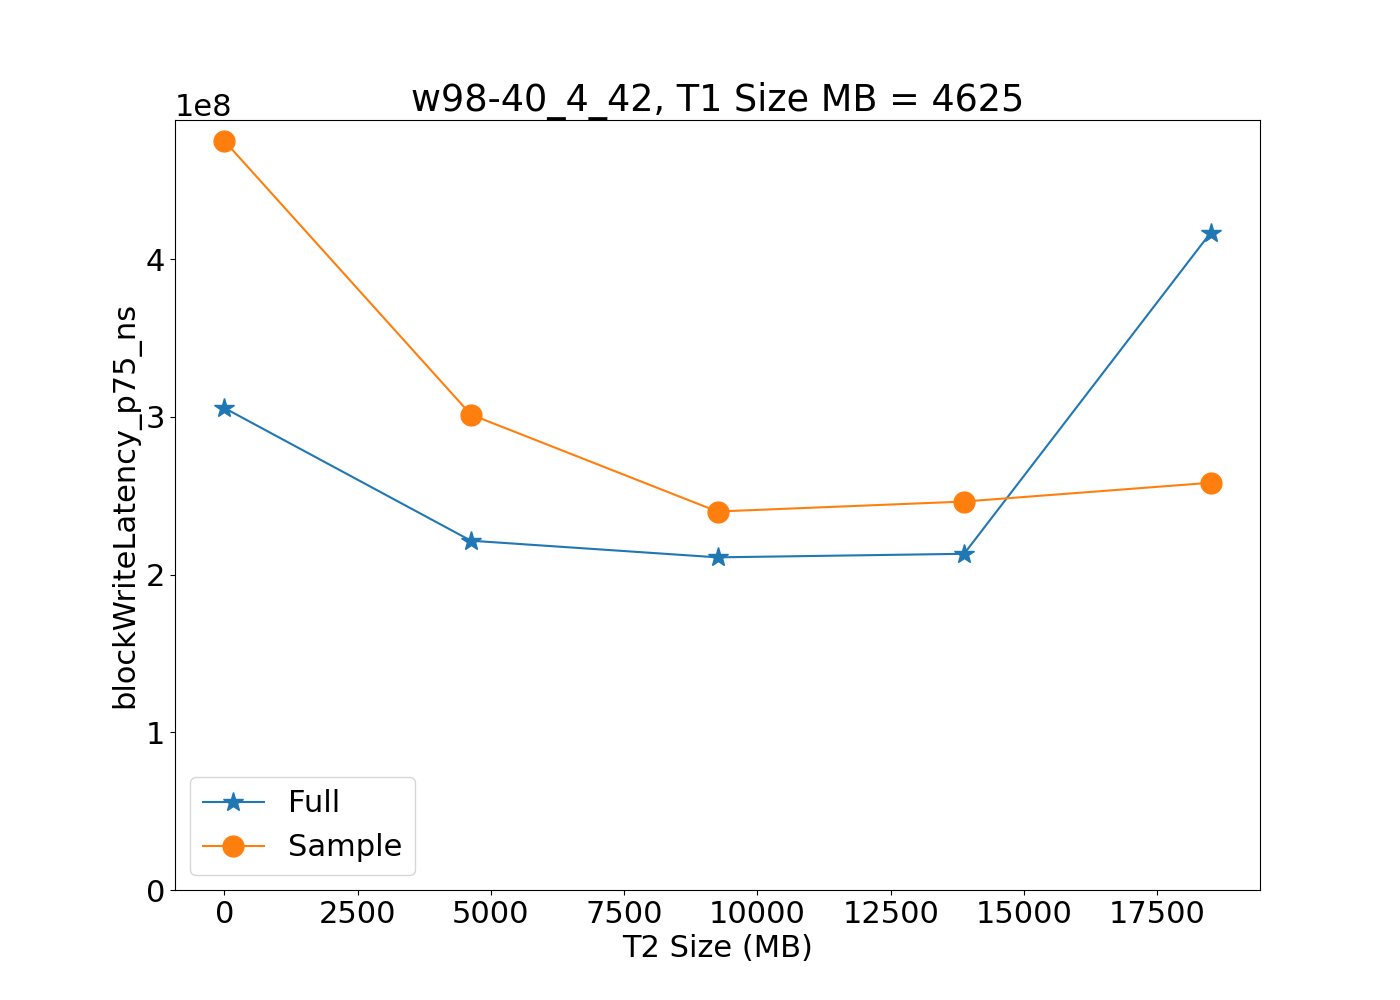 w98-40_4_42, T1 Size MB = 4625
1e8
blockWriteLatency_p75_ns
4
3
2
1
0
Full
Sample
0 2500 5000 7500 10000 12500 15000 17500
T2 Size (MB)